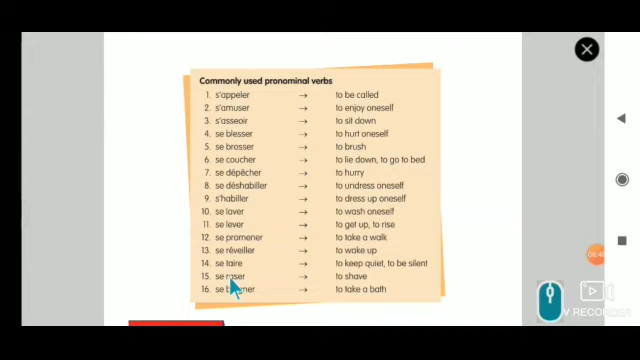 Commonly used pronominal verbs
1. s'appeler → to be called
2. s'amuser → to enjoy oneself
3. s'asseoir → to sit down
4. se blesser → to hurt oneself
5. se brosser → to brush
6. se coucher → to lie down, to go to bed
7. se dépêcher → to hurry
8. se déshabiller → to undress oneself
9. s'habiller → to dress up oneself
10. se laver → to wash oneself
11. se lever → to get up, to rise
12. se promener → to take a walk
13. se réveiller → to wake up
14. se taire → to keep quiet, to be silent
15. se raser → to shave
16. se → to take a bath
V RECORDER